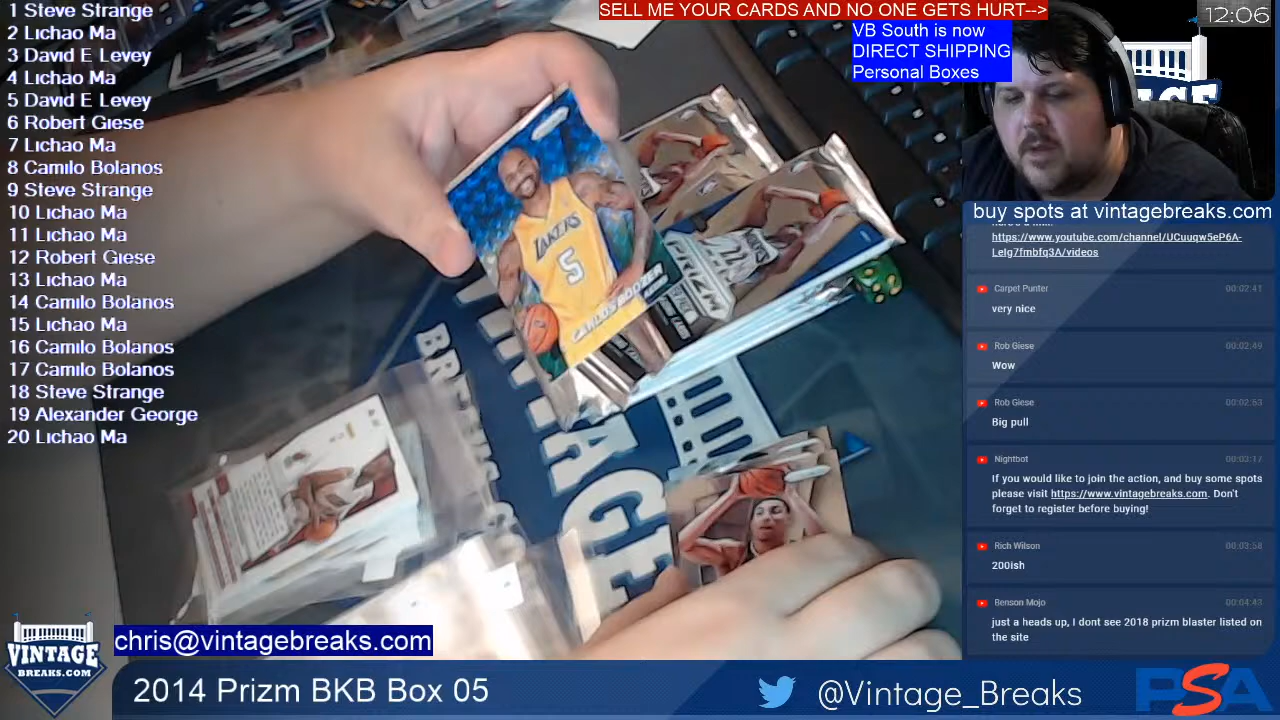 1 Steve Strange
2 Lichao Ma
3 David E Levey
4 Lichao Ma
5 David E Levey
6 Robert Giese
7 Lichao Ma
8 Camilo Bolanos
9 Steve Strange
10 Lichao Ma
11 Lichao Ma
12 Robert Giese
13 Lichao Ma
14 Camilo Bolanos
15 Lichao Ma
16 Camilo Bolanos
17 Camilo Bolanos
18 Steve Strange
19 Alexander George
20 Lichao Ma
SELL ME YOUR CARDS AND NO ONE GETS HURT-->
VB South is now
DIRECT SHIPPING
Personal Boxes
12:06
LAKERS
5
CARLOS BOOZER
PRIZM
22
buy spots at vintagebreaks.com
https://www.youtube.com/channel/UCuuqw5eP6A-
LeIg7fmbfq3A/videos
Carpet Punter 00:02:41
very nice
Rob Giese 00:02:49
Wow
Rob Giese 00:02:53
Big pull
Nightbot 00:03:17
If you would like to join the action, and buy some spots
please visit https://www.vintagebreaks.com. Don't
forget to register before buying!
Rich Wilson 00:03:58
200ish
Benson Mojo 00:04:43
just a heads up, I dont see 2018 prizm blaster listed on
the site
VINTAGE
BREAKS.COM
chris@vintagebreaks.com
2014 Prizm BKB Box 05
@Vintage_Breaks
PSA